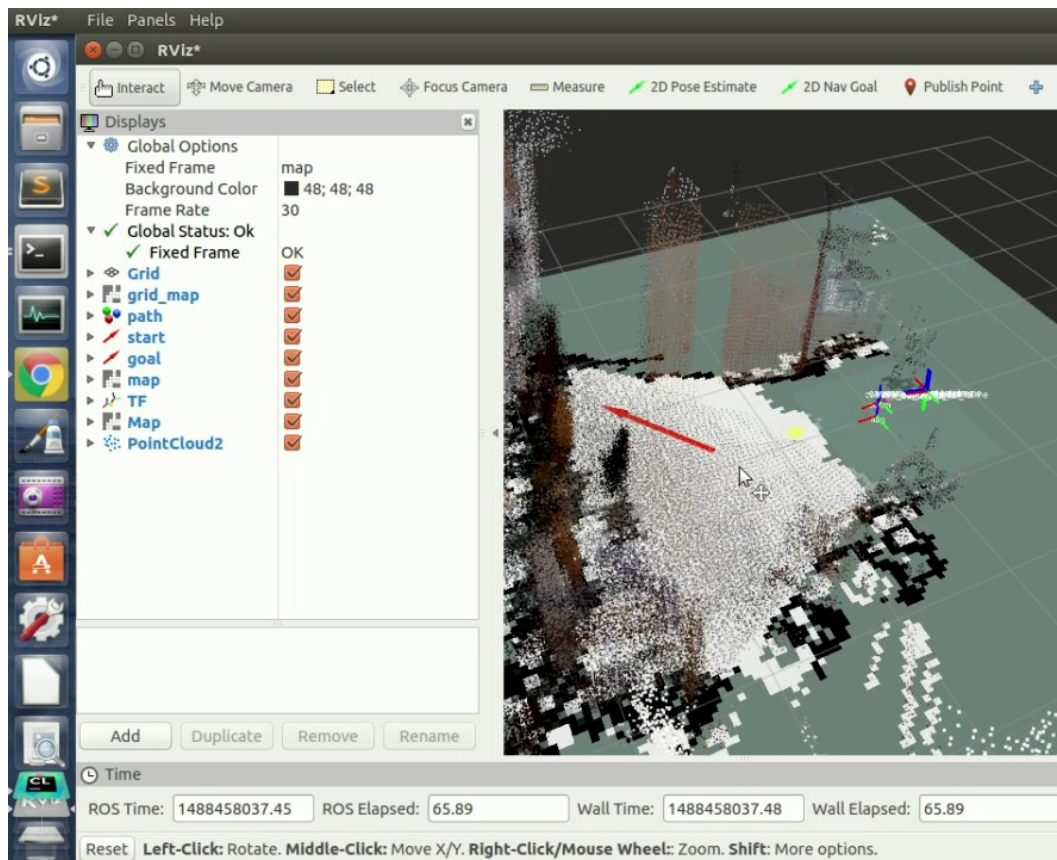 RViz* File Panels Help
RViz*
Interact Move Camera Select Focus Camera Measure 2D Pose Estimate 2D Nav Goal Publish Point
Displays
Global Options
Fixed Frame map
Background Color 48; 48; 48
Frame Rate 30
Global Status: Ok
Fixed Frame OK
Grid
grid_map
path
start
goal
map
TF
Map
PointCloud2
Add Duplicate Remove Rename
Time
ROS Time: 1488458037.45 ROS Elapsed: 65.89 Wall Time: 1488458037.48 Wall Elapsed: 65.89
Reset Left-Click: Rotate. Middle-Click: Move X/Y. Right-Click/Mouse Wheel:: Zoom. Shift: More options.